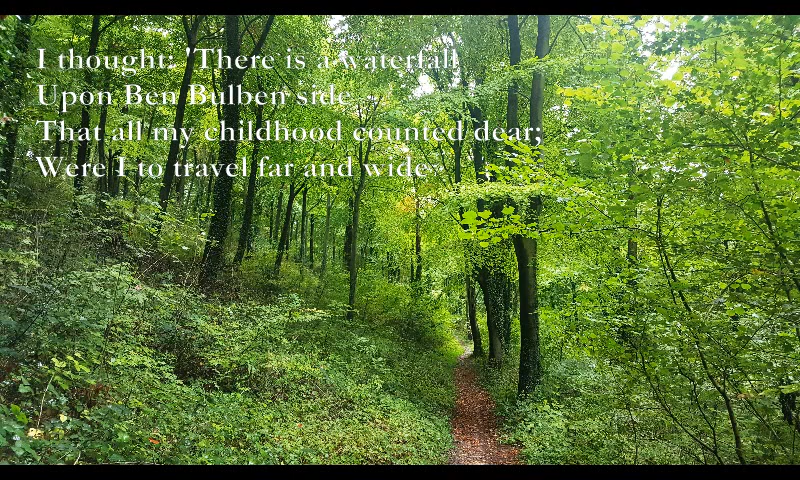 I thought: 'There is a waterfall
Upon Ben Bulben side
That all my childhood counted dear;
Were I to travel far and wide